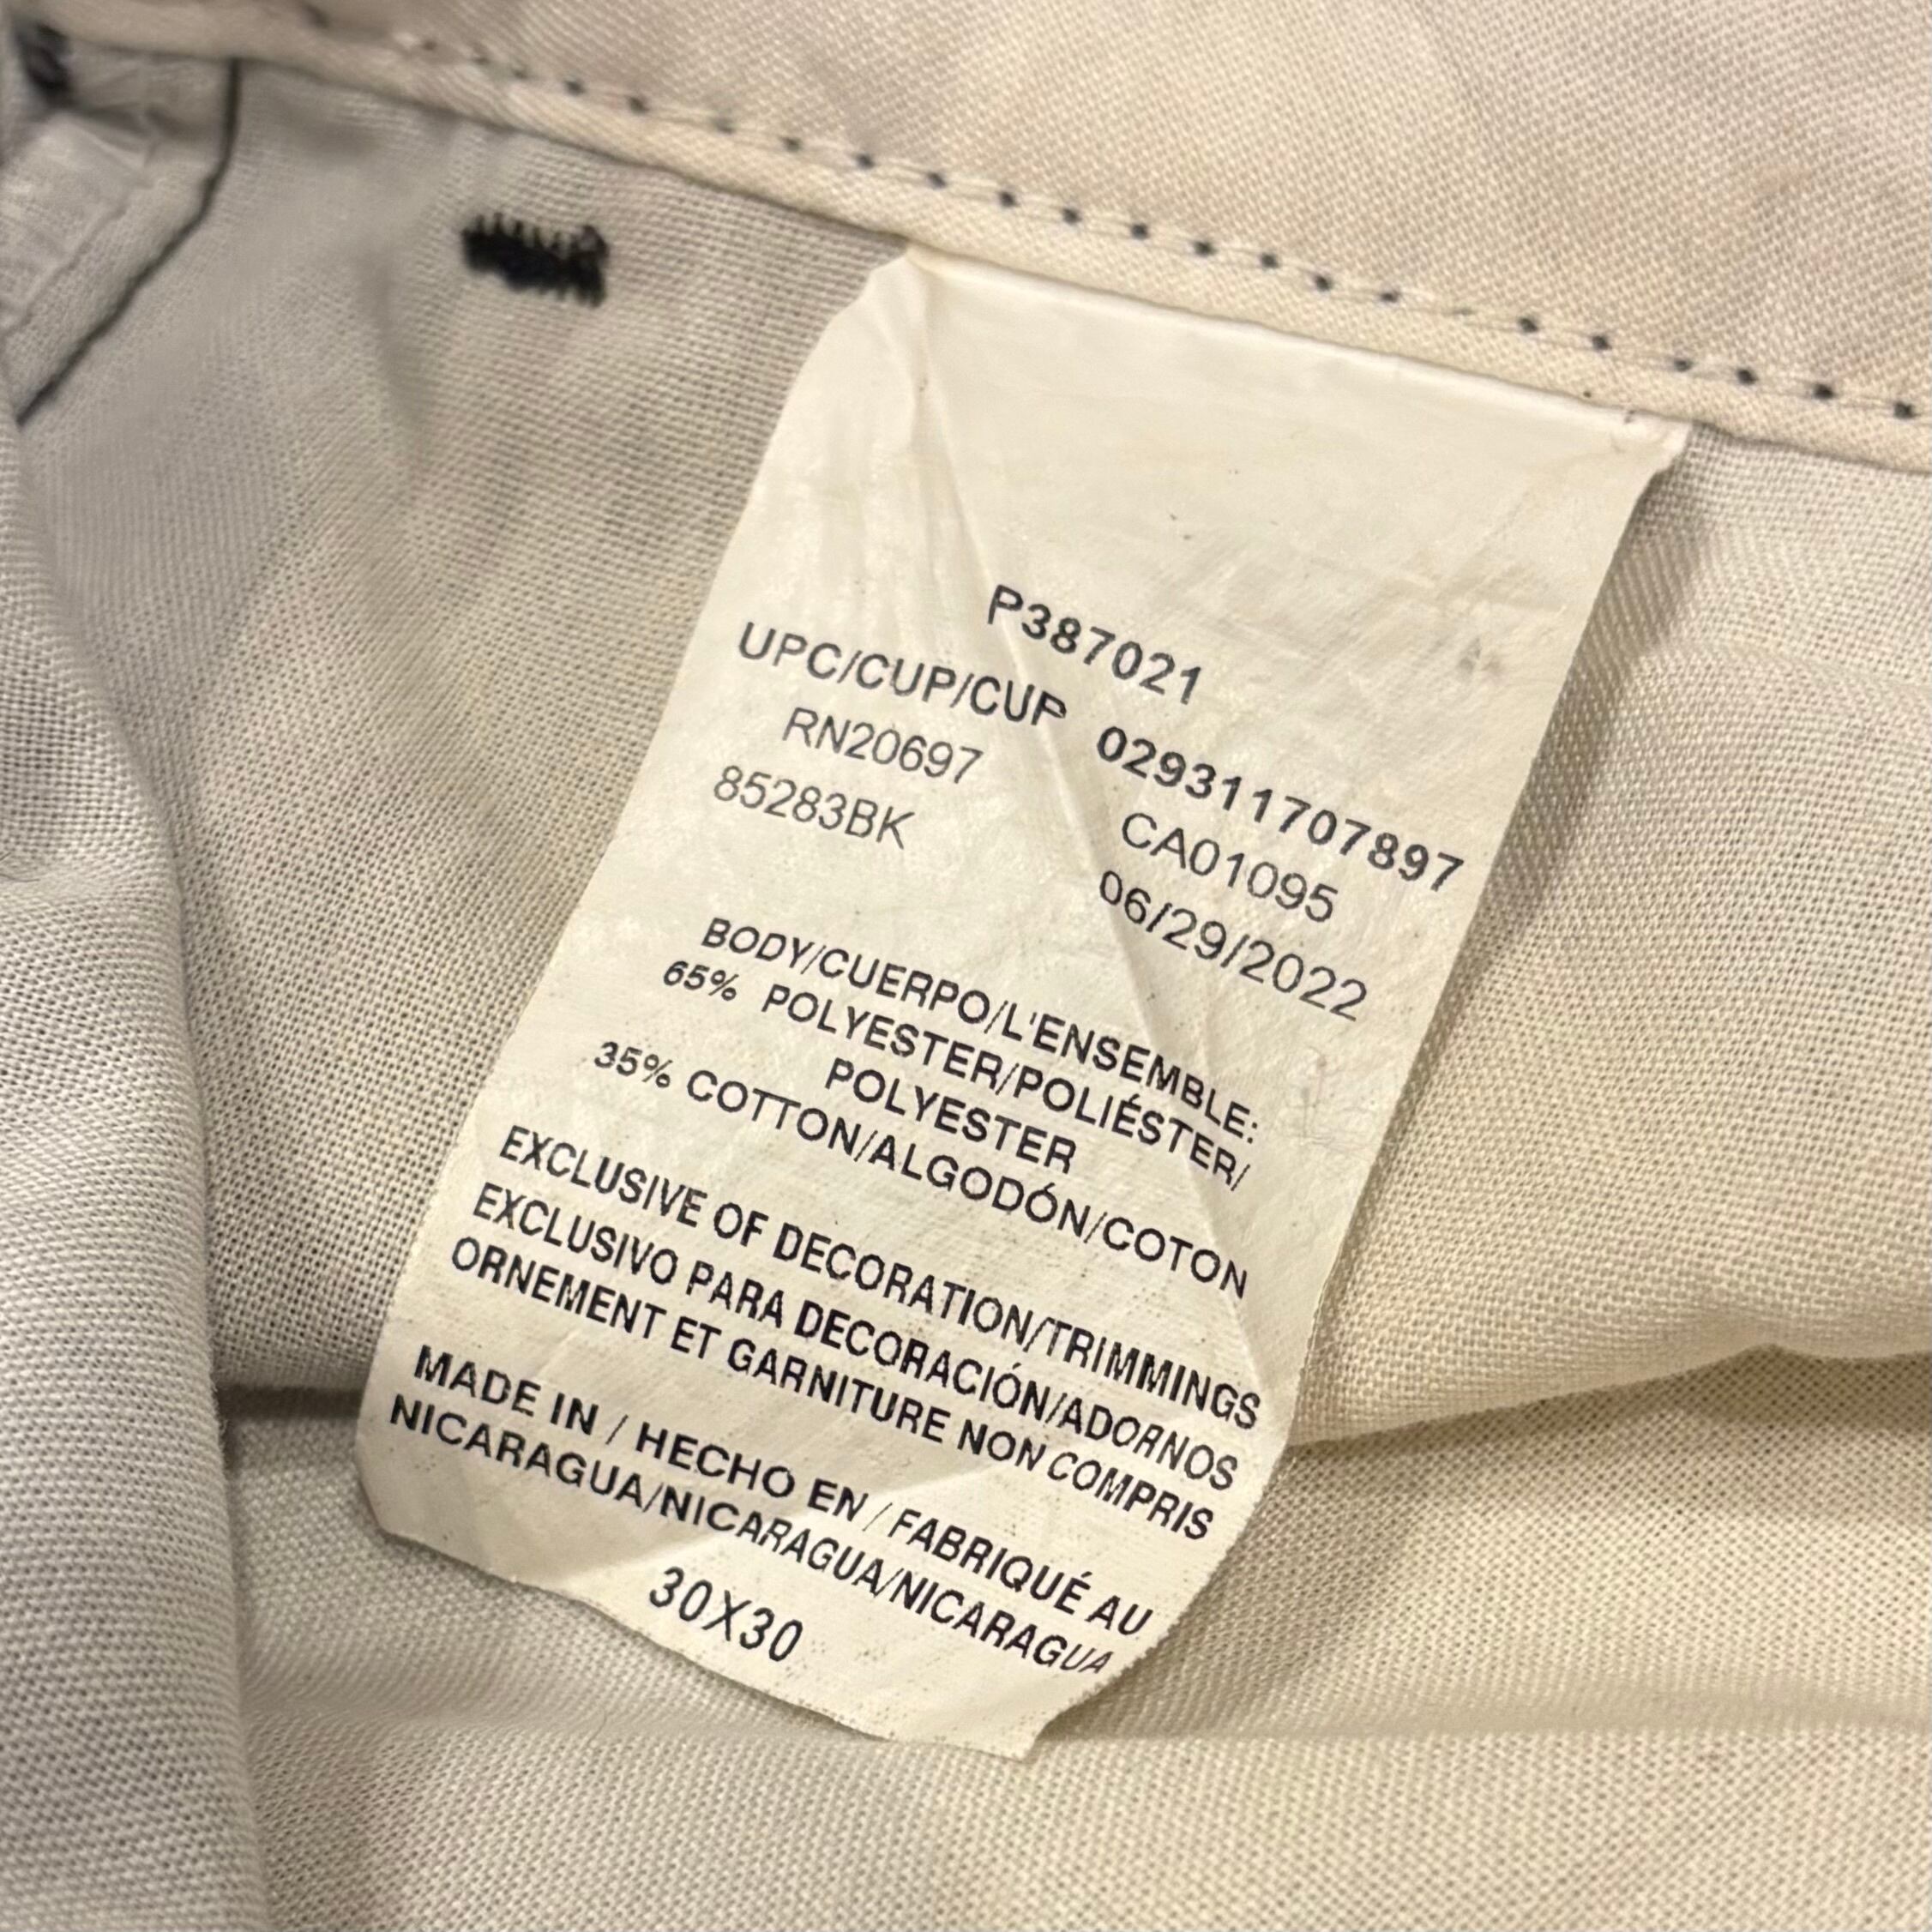 P387021
UPC/CUP/CUP 029311707897
RN20697 CA01095
85283BK 06/29/2022
BODY/CUERPO/L'ENSEMBLE:
65% POLYESTER/POLIÉSTER/
POLYESTER
35% COTTON/ALGODÓN/COTON
EXCLUSIVE OF DECORATION/TRIMMINGS
EXCLUSIVO PARA DECORACIÓN/ADORNOS
ORNEMENT ET GARNITURE NON COMPRIS
MADE IN / HECHO EN / FABRIQUÉ AU
NICARAGUA/NICARAGUA/NICARAGUA
30X30